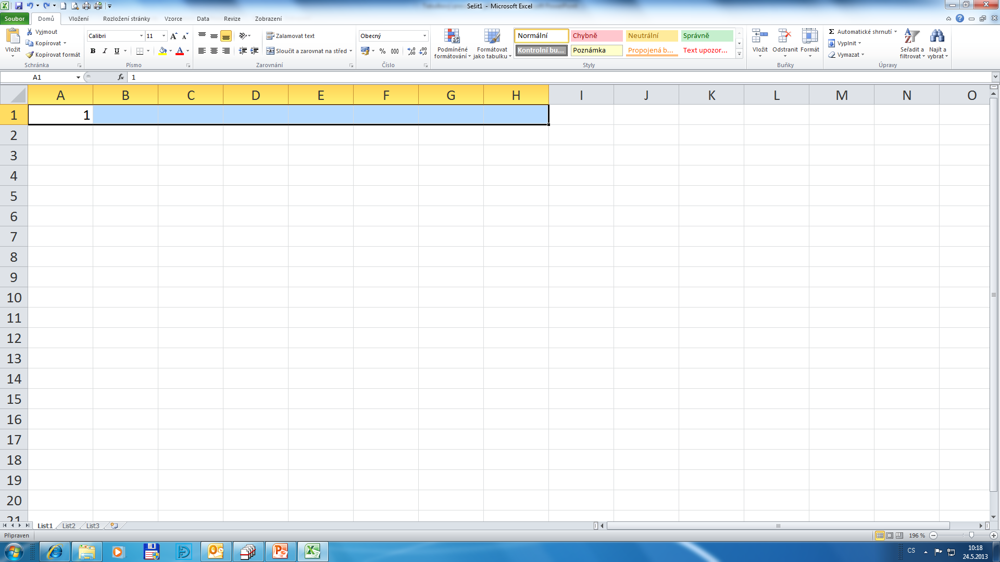 Sešit1 - Microsoft Excel
Soubor Domů Vložení Rozložení stránky Vzorce Data Revize Zobrazení
Vložit
Vyjmout
Kopírovat
Kopírovat formát
Schránka
Calibri 11
B I U
Písmo
Zalamovat text
Sloučit a zarovnat na střed
Zarovnání
Obecný
% 000
Číslo
Podmíněné formátování
Formátovat jako tabulku
Normální Chybně Neutrální Správně
Kontrolní bu... Poznámka Propojená b... Text upozor...
Styly
Vložit Odstranit Formát
Buňky
Σ Automatické shrnutí
Vyplnit
Vymazat
Seřadit a filtrovat
Najít a vybrat
Úpravy
A1 fx 1
A B C D E F G H I J K L M N O
1 1
2
3
4
5
6
7
8
9
10
11
12
13
14
15
16
17
18
19
20
21
List1 List2 List3
Připraven 196 %
CS 10:18
24.5.2013